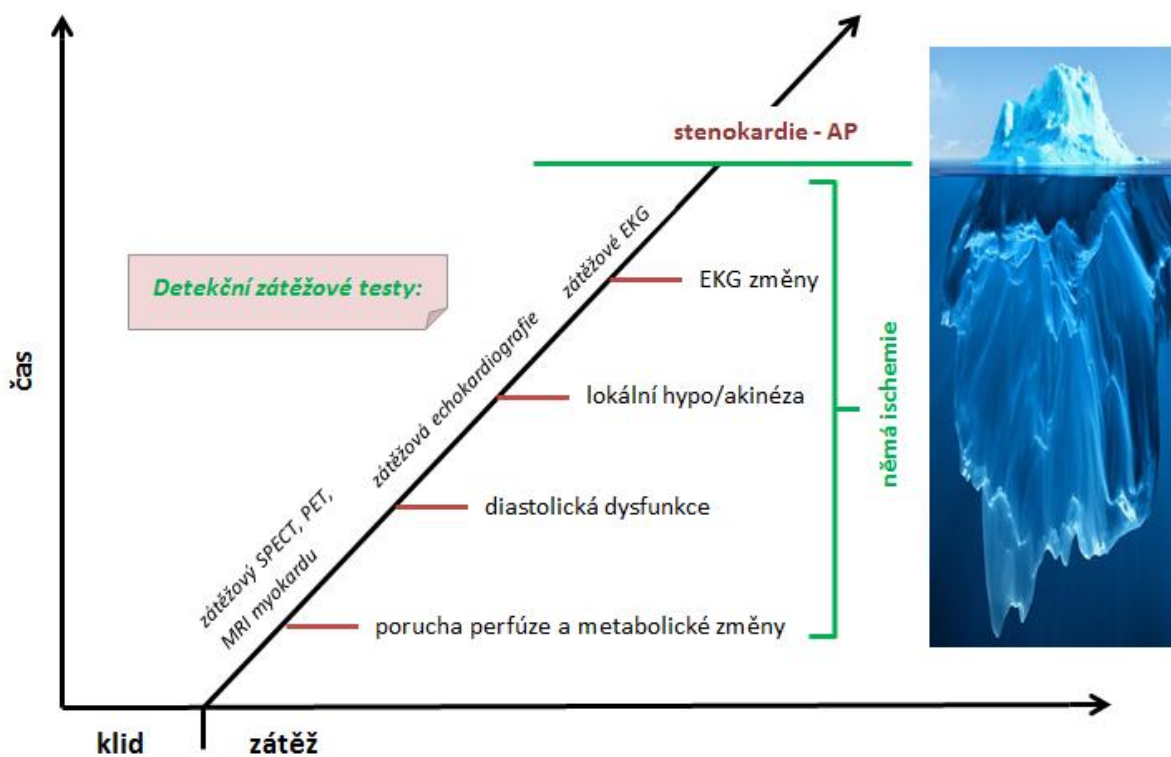 stenokardie - AP
zátěžové EKG
EKG změny
Detekční zátěžové testy:
čas
zátěžová echokardiografie
lokální hypo/akinéza
němá ischemie
diastolická dysfunkce
zátěžový SPECT, PET,
MRI myokardu
porucha perfúze a metabolické změny
klid
zátěž